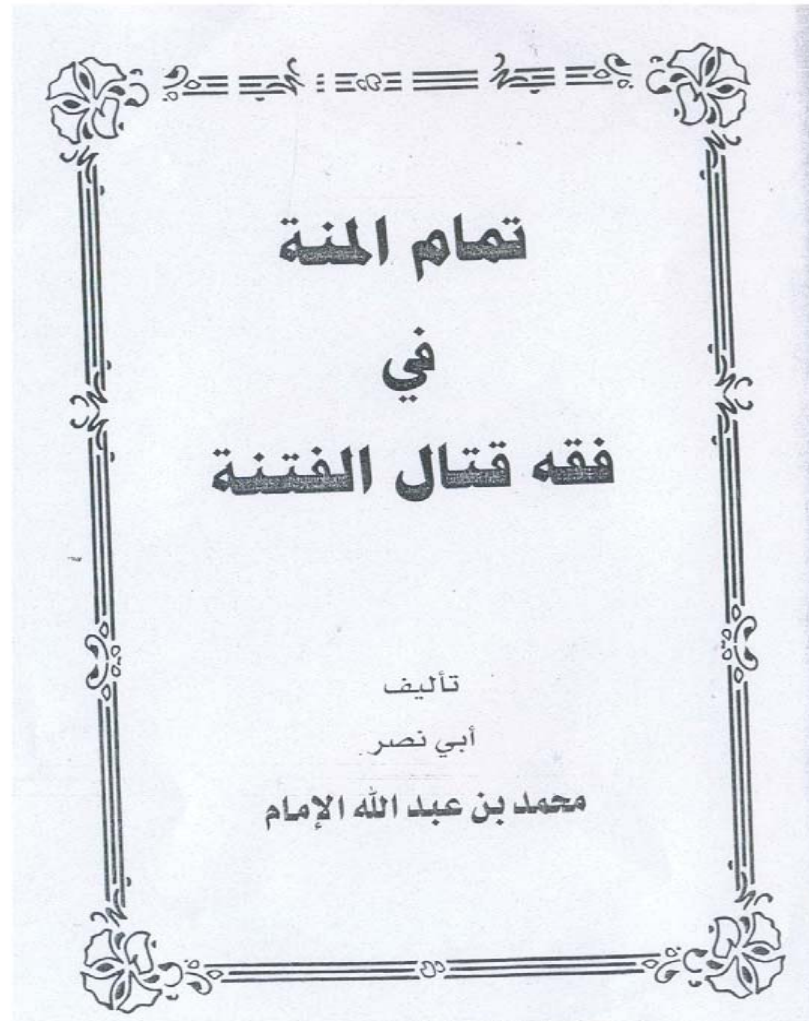 تمام المنة
في
فقه قتال الفتنة
تأليف
أبي نصر
محمد بن عبد الله الإمام